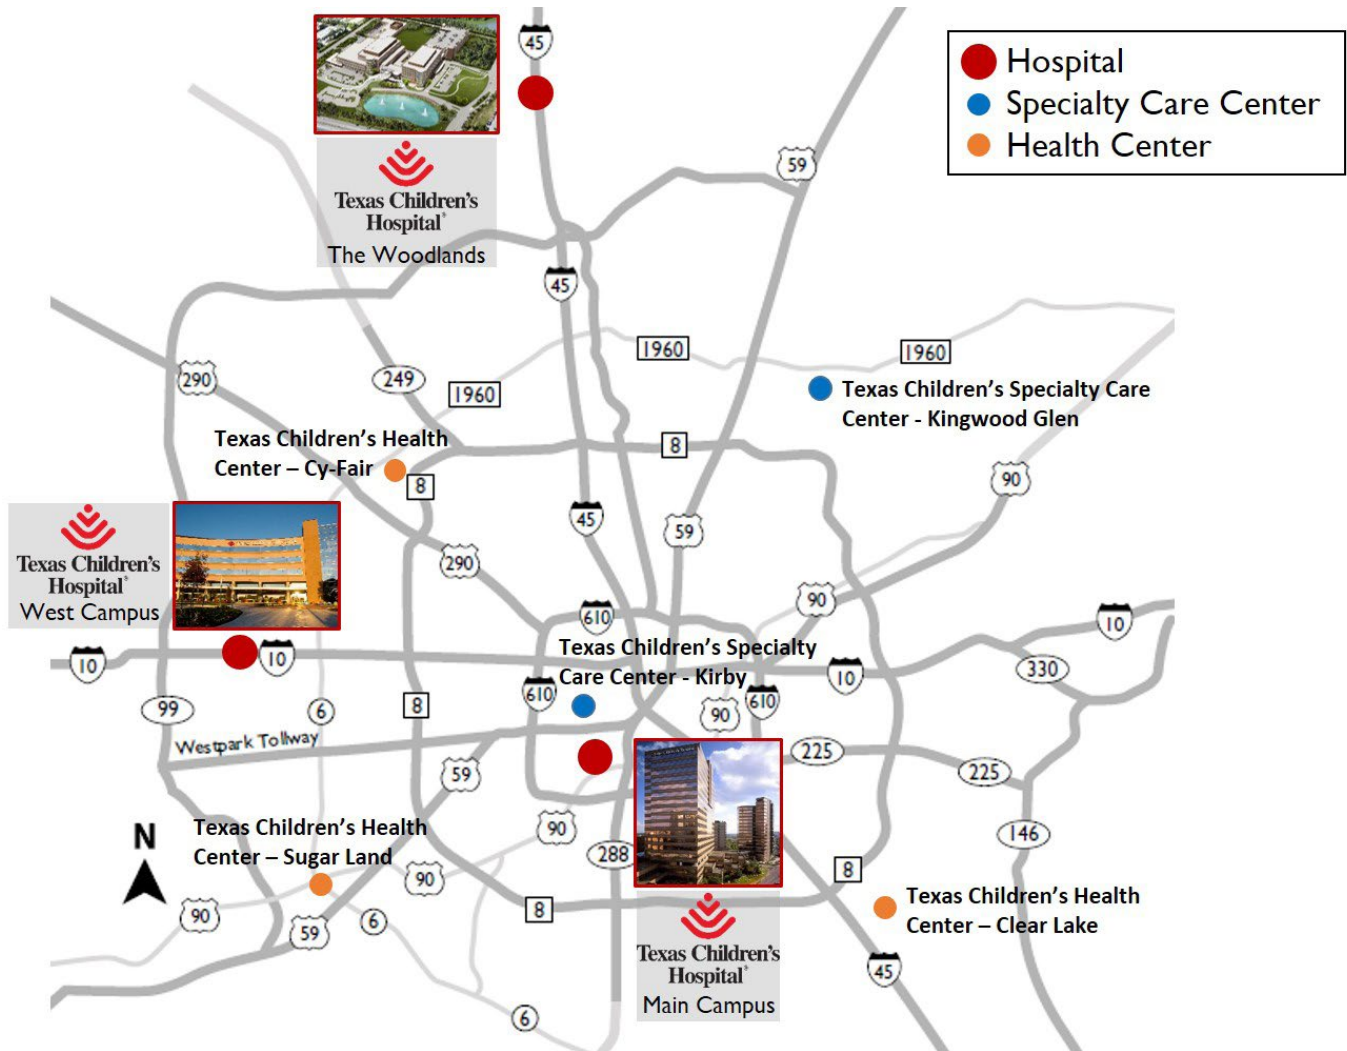 45
Hospital
Specialty Care Center
Health Center
59
Texas Children's
Hospital®
The Woodlands
45
1960
1960
290
249
1960
Texas Children's Specialty Care
Center - Kingwood Glen
Texas Children's Health
Center – Cy-Fair
8
8
90
45
59
Texas Children's
Hospital®
West Campus
290
90
610
10
Texas Children's Specialty
Care Center - Kirby
10
10
10
330
610
610
99
6
8
90
Westpark Tollway
225
225
59
Texas Children's Health
Center – Sugar Land
N
90
146
288
90
8
90
6
59
8
Texas Children's Health
Center – Clear Lake
Texas Children's
Hospital®
Main Campus
45
6